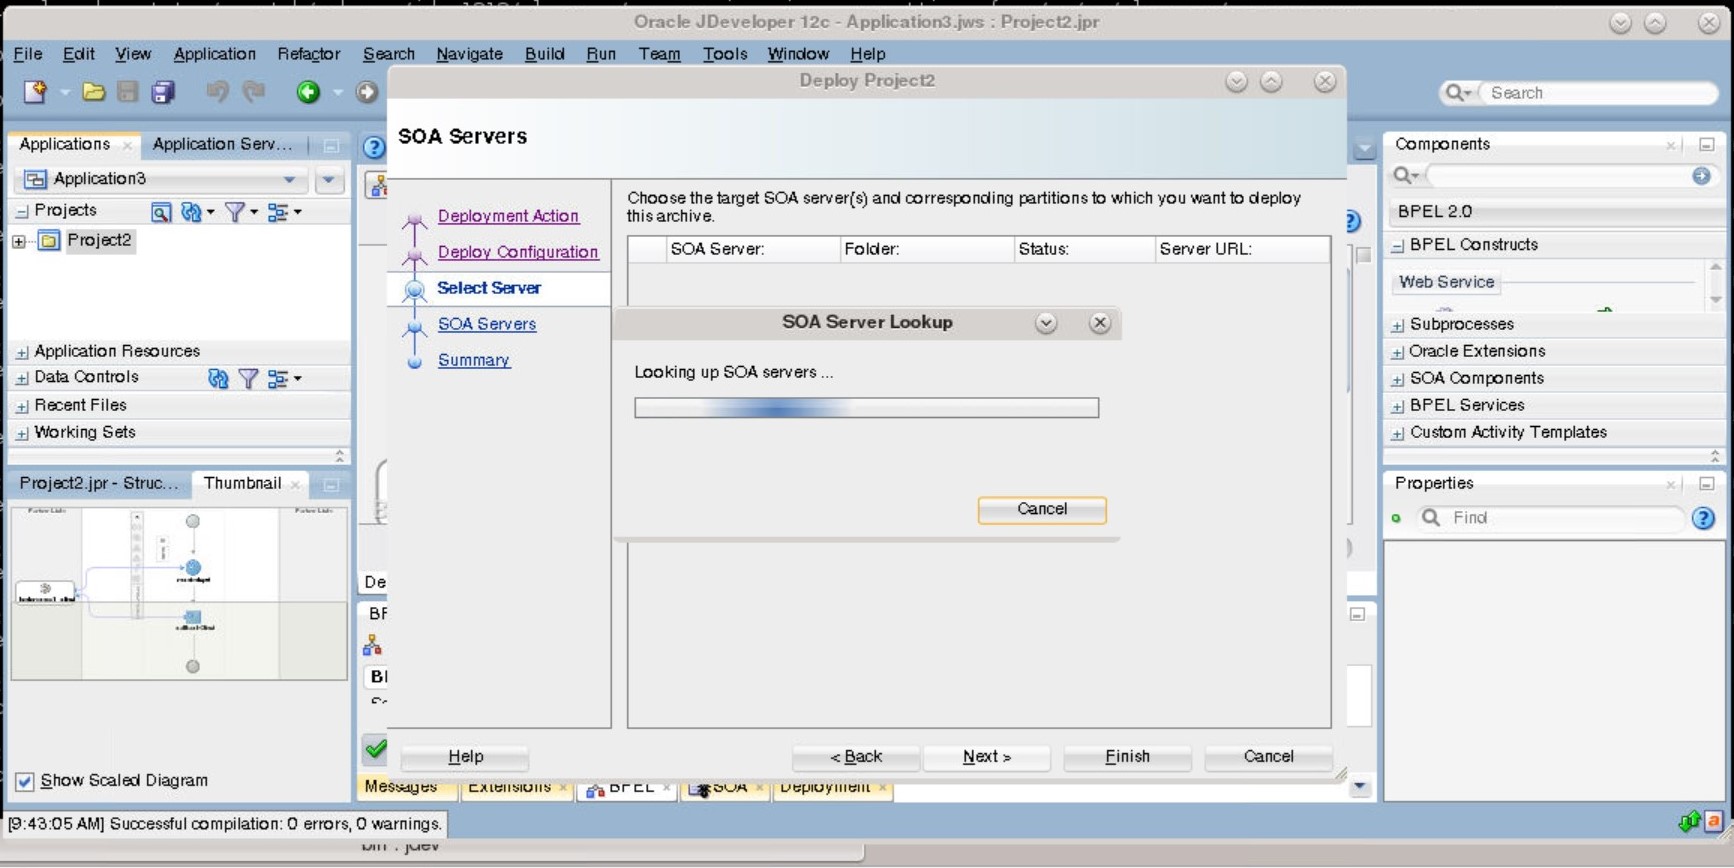 Oracle JDeveloper 12c - Application3.jws : Project2.jpr
File Edit View Application Refactor Search Navigate Build Run Team Tools Window Help
Deploy Project2
Search
SOA Servers
Applications
Application Serv...
Application3
Projects
Project2
Application Resources
Data Controls
Recent Files
Working Sets
Project2.jpr - Struc...
Thumbnail
Show Scaled Diagram
[9:43:05 AM] Successful compilation: 0 errors, 0 warnings.
Deployment Action
Deploy Configuration
Select Server
SOA Servers
Summary
Choose the target SOA server(s) and corresponding partitions to which you want to deploy
this archive.
SOA Server: Folder: Status: Server URL:
SOA Server Lookup
Looking up SOA servers ...
Cancel
Help
< Back
Next >
Finish
Cancel
De
BP
Messages
Extensions
BPEL
SOA
Deployment
bin : jdev
Components
BPEL 2.0
BPEL Constructs
Web Service
Subprocesses
Oracle Extensions
SOA Components
BPEL Services
Custom Activity Templates
Properties
Find